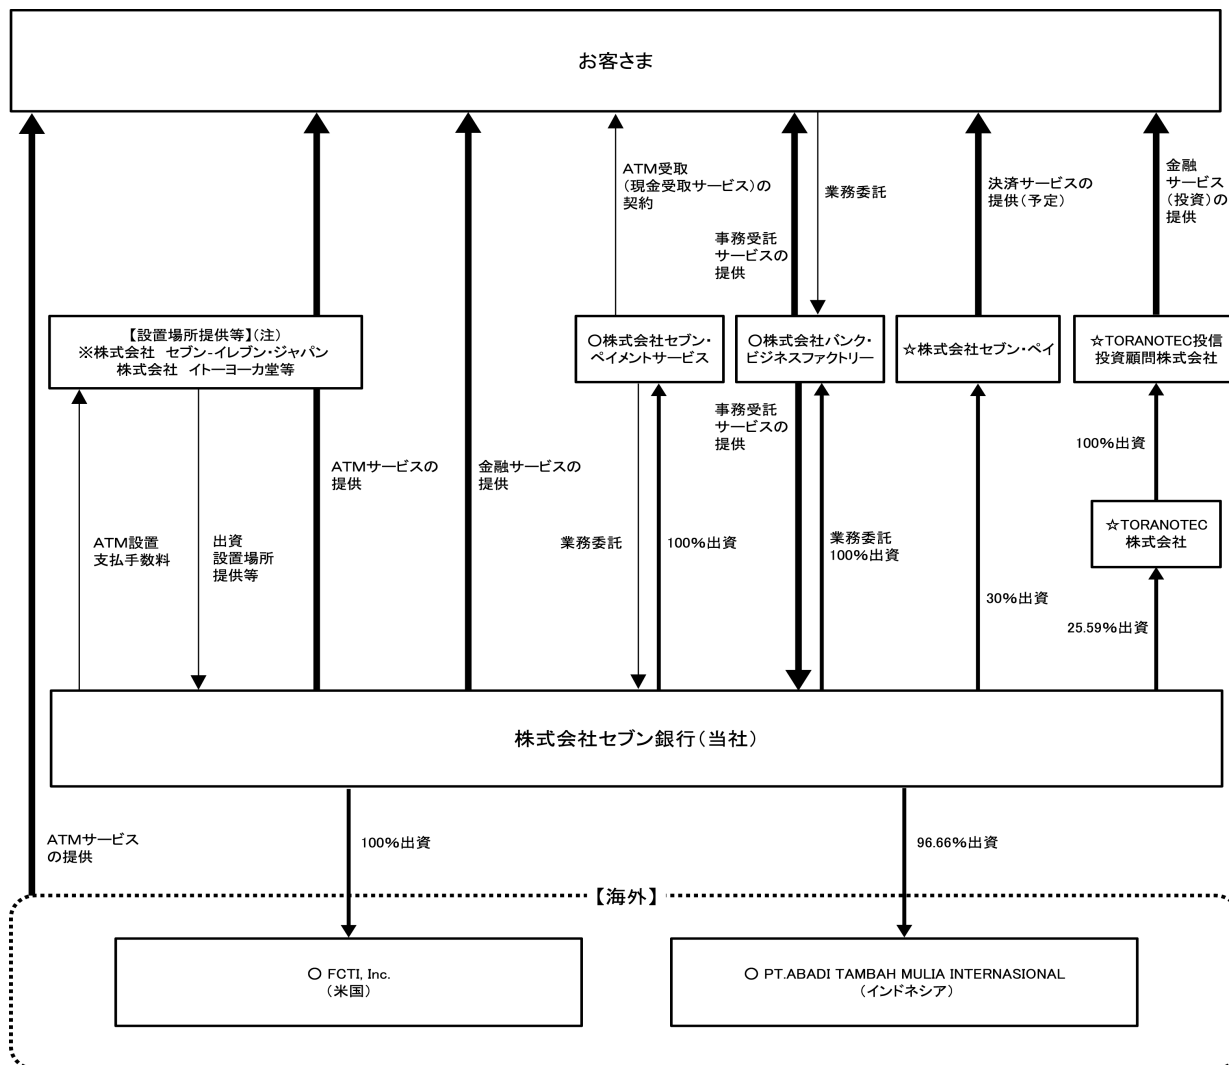 お客さま
ATM受取
(現金受取サービス)の
契約
業務委託
決済サービスの
提供(予定)
金融
サービス
(投資)の
提供
事務受託
サービスの
提供
【設置場所提供等】(注)
※株式会社　セブン-イレブン・ジャパン
株式会社　イトーヨーカ堂等
○株式会社セブン・
ペイメントサービス
○株式会社バンク・
ビジネスファクトリー
☆株式会社セブン・ペイ
☆TORANOTEC投信
投資顧問株式会社
事務受託
サービスの
提供
100%出資
ATMサービスの
提供
金融サービスの
提供
☆TORANOTEC
株式会社
ATM設置
支払手数料
出資
設置場所
提供等
業務委託
100%出資
業務委託
100%出資
30%出資
25.59%出資
株式会社セブン銀行(当社)
ATMサービス
の提供
100%出資
96.66%出資
【海外】
○ FCTI, Inc.
(米国)
○ PT.ABADI TAMBAH MULIA INTERNASIONAL
(インドネシア)